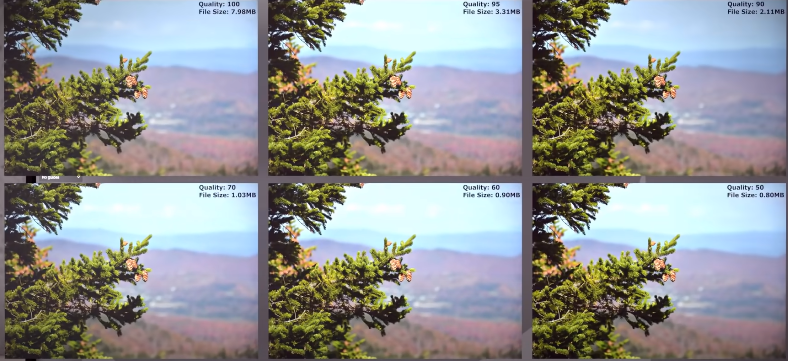 Quality: 100
File Size: 7.98MB
Quality: 95
File Size: 3.31MB
Quality: 90
File Size: 2.11MB
Quality: 70
File Size: 1.03MB
Quality: 60
File Size: 0.90MB
Quality: 50
File Size: 0.80MB